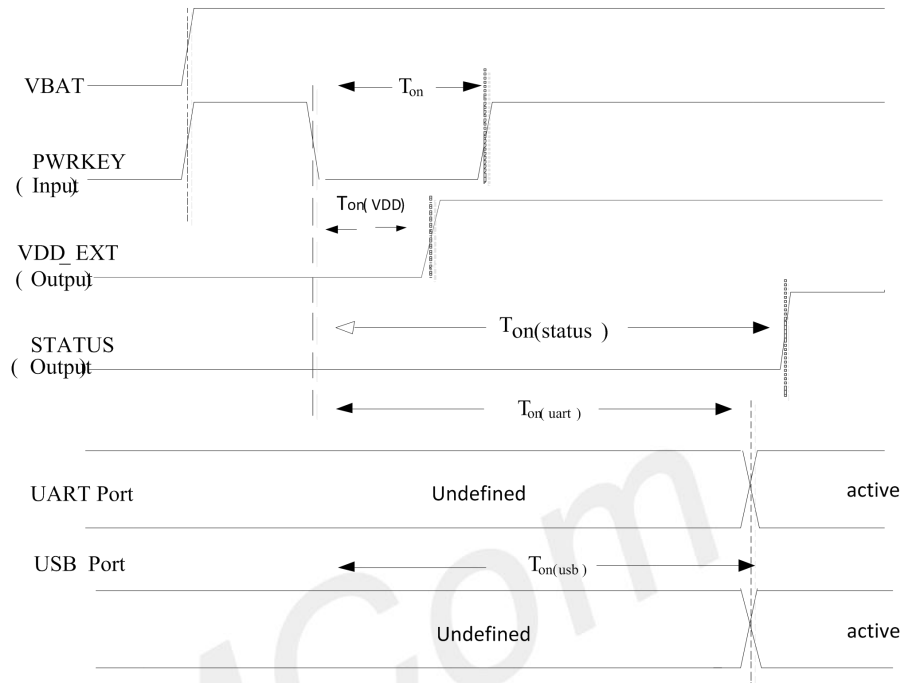 VBAT
Ton
PWRKEY
( Input)
Ton( VDD)
VDD_EXT
( Output)
Ton(status )
STATUS
( Output)
Ton( uart )
UART Port
Undefined
active
USB Port
Ton(usb )
Undefined
active